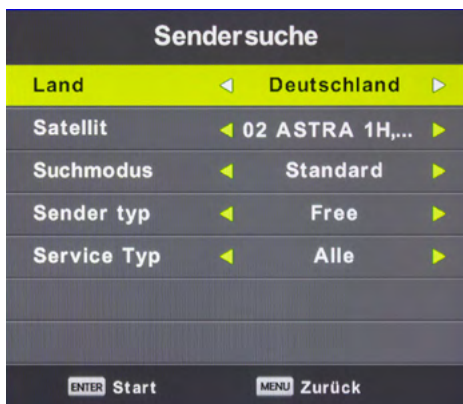 Sendersuche
Land Deutschland
Satellit 02 ASTRA 1H,...
Suchmodus Standard
Sender typ Free
Service Typ Alle
ENTER Start MENU Zurück